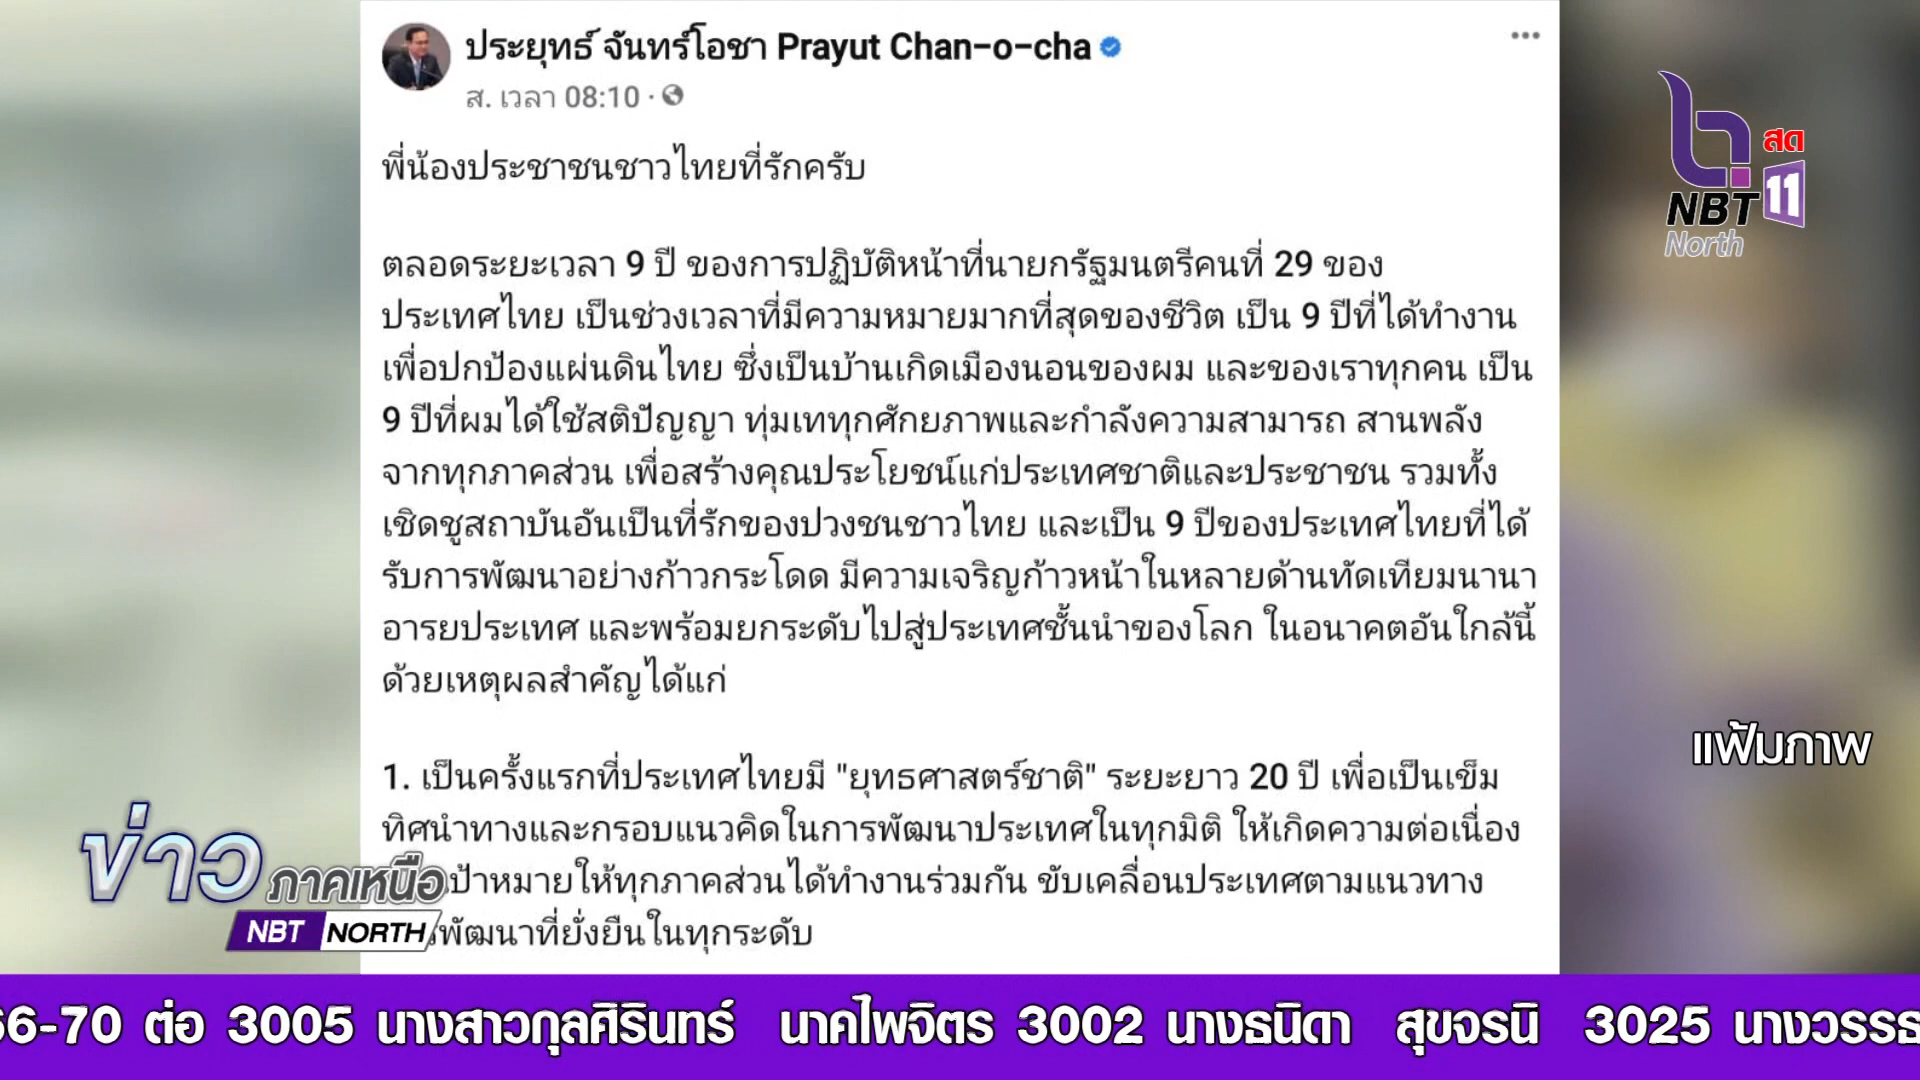 ประยุทธ์ จันทร์โอชา Prayut Chan-o-cha
ส. เวลา 08:10 ·
พี่น้องประชาชนชาวไทยที่รักครับ
ตลอดระยะเวลา 9 ปี ของการปฏิบัติหน้าที่นายกรัฐมนตรีคนที่ 29 ของ
ประเทศไทย เป็นช่วงเวลาที่มีความหมายมากที่สุดของชีวิต เป็น 9 ปีที่ได้ทำงาน
เพื่อปกป้องแผ่นดินไทย ซึ่งเป็นบ้านเกิดเมืองนอนของผม และของเราทุกคน เป็น
9 ปีที่ผมได้ใช้สติปัญญา ทุ่มเททุกศักยภาพและกำลังความสามารถ สานพลัง
จากทุกภาคส่วน เพื่อสร้างคุณประโยชน์แก่ประเทศชาติและประชาชน รวมทั้ง
เชิดชูสถาบันอันเป็นที่รักของปวงชนชาวไทย และเป็น 9 ปีของประเทศไทยที่ได้
รับการพัฒนาอย่างก้าวกระโดด มีความเจริญก้าวหน้าในหลายด้านทัดเทียมนานา
อารยประเทศ และพร้อมยกระดับไปสู่ประเทศชั้นนำของโลก ในอนาคตอันใกล้นี้
ด้วยเหตุผลสำคัญได้แก่
1. เป็นครั้งแรกที่ประเทศไทยมี "ยุทธศาสตร์ชาติ" ระยะยาว 20 ปี เพื่อเป็นเข็ม
ทิศนำทางและกรอบแนวคิดในการพัฒนาประเทศในทุกมิติ ให้เกิดความต่อเนื่อง
เป้าหมายให้ทุกภาคส่วนได้ทำงานร่วมกัน ขับเคลื่อนประเทศตามแนวทาง
พัฒนาที่ยั่งยืนในทุกระดับ
สด
11
NBT
North
แฟ้มภาพ
ข่าว ภาคเหนือ
NBT NORTH
66-70 ต่อ 3005 นางสาวกุลศิรินทร์ นาคไพจิตร 3002 นางธนิดา สุขจรนิ 3025 นางวรรธ